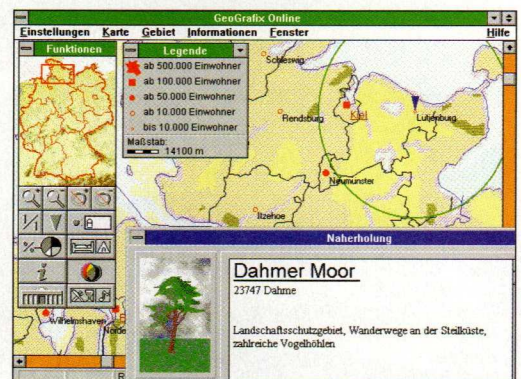 GeoGrafix Online
Einstellungen Karte Gebiet Informationen Fenster Hilfe
Funktionen
Legende
ab 500.000 Einwohner
ab 100.000 Einwohner
ab 50.000 Einwohner
ab 10.000 Einwohner
bis 10.000 Einwohner
Maßstab:
14100 m
Schleswig
Rendsburg
Kiel
Lütjenburg
Neumünster
Itzehoe
1/1
%
i
Wilhelmshaven
Naherholung
Dahmer Moor
23747 Dahme
Landschaftsschutzgebiet, Wanderwege an der Steilküste,
zahlreiche Vogelhöhlen